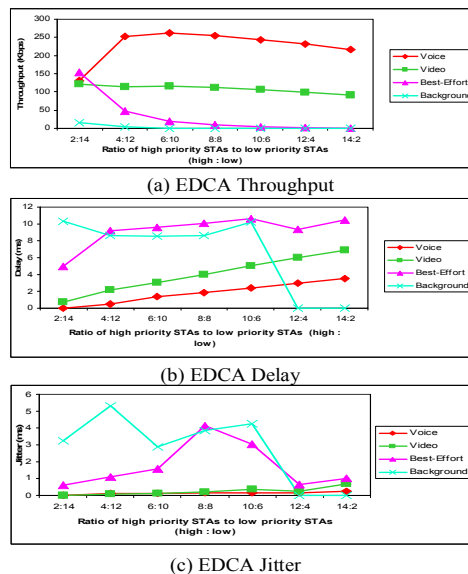 300
250
200
150
100
50
0
Throughput (Kbps)
2:14 4:12 6:10 8:8 10:6 12:4 14:2
Ratio of high priority STAs to low priority STAs
(high : low)
Voice
Video
Best-Effort
Background
(a) EDCA Throughput
12
10
8
6
4
2
0
Delay (ms)
2:14 4:12 6:10 8:8 10:6 12:4 14:2
Ratio of high priority STAs to low priority STAs (high :
low)
Voice
Video
Best-Effort
Background
(b) EDCA Delay
6
5
4
3
2
1
0
Jitter (ms)
2:14 4:12 6:10 8:8 10:6 12:4 14:2
Ratio of high priority STAs to low priority STAs
(high : low)
Voice
Video
Best-Effort
Background
(c) EDCA Jitter